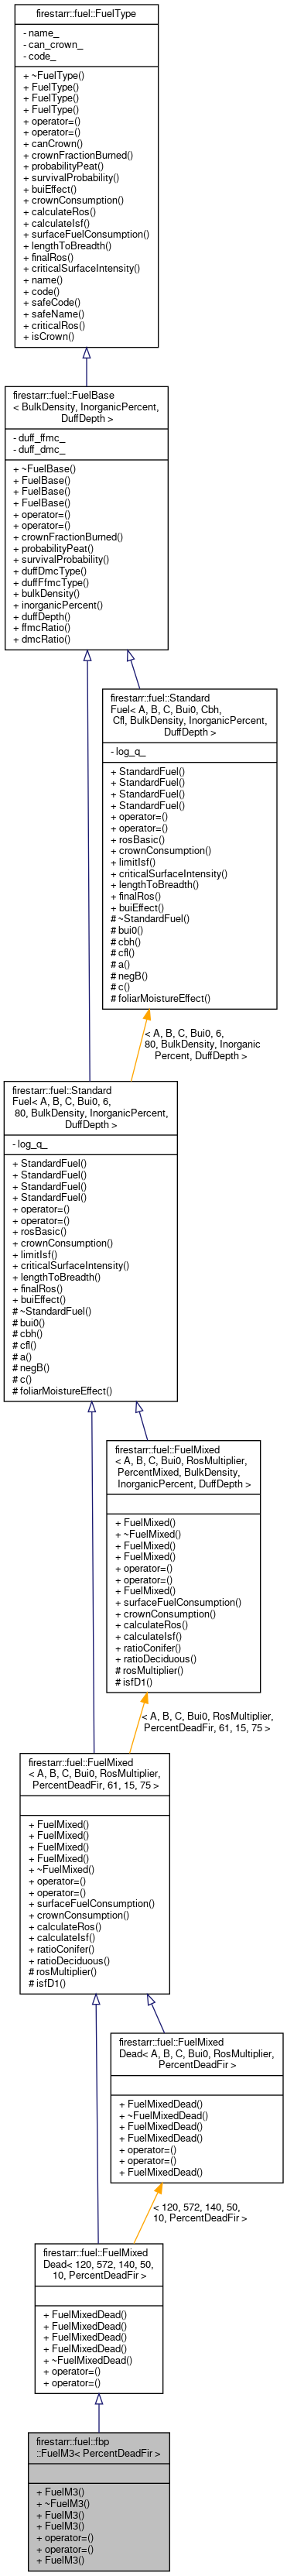 firestarr::fuel::FuelType
- name_
- can_crown_
- code_
+ ~FuelType()
+ FuelType()
+ FuelType()
+ FuelType()
+ operator=()
+ operator=()
+ canCrown()
+ crownFractionBurned()
+ probabilityPeat()
+ survivalProbability()
+ buiEffect()
+ crownConsumption()
+ calculateRos()
+ calculateIsf()
+ surfaceFuelConsumption()
+ lengthToBreadth()
+ finalRos()
+ criticalSurfaceIntensity()
+ name()
+ code()
+ safeCode()
+ safeName()
+ criticalRos()
+ isCrown()
firestarr::fuel::FuelBase
< BulkDensity, InorganicPercent,
DuffDepth >
- duff_ffmc_
- duff_dmc_
+ ~FuelBase()
+ FuelBase()
+ FuelBase()
+ FuelBase()
+ operator=()
+ operator=()
+ crownFractionBurned()
+ probabilityPeat()
+ survivalProbability()
+ duffDmcType()
+ duffFfmcType()
+ bulkDensity()
+ inorganicPercent()
+ duffDepth()
+ ffmcRatio()
+ dmcRatio()
firestarr::fuel::Standard
Fuel< A, B, C, Bui0, Cbh,
Cfl, BulkDensity, InorganicPercent,
DuffDepth >
- log_q_
+ StandardFuel()
+ StandardFuel()
+ StandardFuel()
+ StandardFuel()
+ operator=()
+ operator=()
+ rosBasic()
+ crownConsumption()
+ limitIsf()
+ criticalSurfaceIntensity()
+ lengthToBreadth()
+ finalRos()
+ buiEffect()
# ~StandardFuel()
# bui0()
# cbh()
# cfl()
# a()
# negB()
# c()
# foliarMoistureEffect()
< A, B, C, Bui0, 6,
80, BulkDensity, Inorganic
Percent, DuffDepth >
firestarr::fuel::Standard
Fuel< A, B, C, Bui0, 6,
80, BulkDensity, InorganicPercent,
DuffDepth >
- log_q_
+ StandardFuel()
+ StandardFuel()
+ StandardFuel()
+ StandardFuel()
+ operator=()
+ operator=()
+ rosBasic()
+ crownConsumption()
+ limitIsf()
+ criticalSurfaceIntensity()
+ lengthToBreadth()
+ finalRos()
+ buiEffect()
# ~StandardFuel()
# bui0()
# cbh()
# cfl()
# a()
# negB()
# c()
# foliarMoistureEffect()
firestarr::fuel::FuelMixed
< A, B, C, Bui0, RosMultiplier,
PercentMixed, BulkDensity,
InorganicPercent, DuffDepth >
+ FuelMixed()
+ ~FuelMixed()
+ FuelMixed()
+ FuelMixed()
+ operator=()
+ operator=()
+ FuelMixed()
+ surfaceFuelConsumption()
+ crownConsumption()
+ calculateRos()
+ calculateIsf()
+ ratioConifer()
+ ratioDeciduous()
# rosMultiplier()
# isfD1()
< A, B, C, Bui0, RosMultiplier,
PercentDeadFir, 61, 15, 75 >
firestarr::fuel::FuelMixed
< A, B, C, Bui0, RosMultiplier,
PercentDeadFir, 61, 15, 75 >
+ FuelMixed()
+ FuelMixed()
+ FuelMixed()
+ FuelMixed()
+ ~FuelMixed()
+ operator=()
+ operator=()
+ surfaceFuelConsumption()
+ crownConsumption()
+ calculateRos()
+ calculateIsf()
+ ratioConifer()
+ ratioDeciduous()
# rosMultiplier()
# isfD1()
firestarr::fuel::FuelMixed
Dead< A, B, C, Bui0, RosMultiplier,
PercentDeadFir >
+ FuelMixedDead()
+ ~FuelMixedDead()
+ FuelMixedDead()
+ FuelMixedDead()
+ operator=()
+ operator=()
+ FuelMixedDead()
< 120, 572, 140, 50,
10, PercentDeadFir >
firestarr::fuel::FuelMixed
Dead< 120, 572, 140, 50,
10, PercentDeadFir >
+ FuelMixedDead()
+ FuelMixedDead()
+ FuelMixedDead()
+ FuelMixedDead()
+ ~FuelMixedDead()
+ operator=()
+ operator=()
firestarr::fuel::fbp
::FuelM3< PercentDeadFir >
+ FuelM3()
+ ~FuelM3()
+ FuelM3()
+ FuelM3()
+ operator=()
+ operator=()
+ FuelM3()